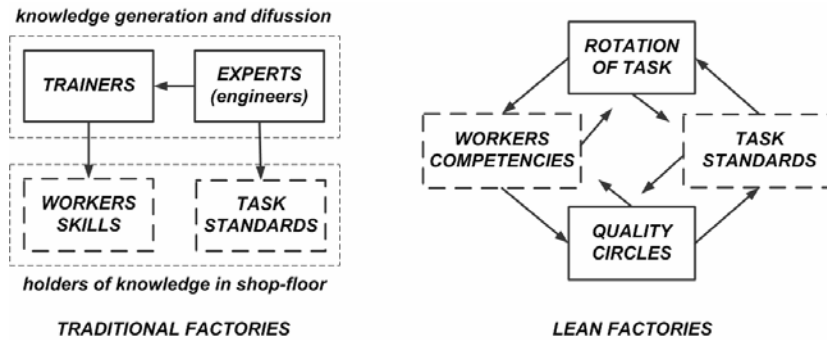 knowledge generation and difussion
TRAINERS
EXPERTS
(engineers)
WORKERS
SKILLS
TASK
STANDARDS
holders of knowledge in shop-floor
TRADITIONAL FACTORIES
ROTATION
OF TASK
WORKERS
COMPETENCIES
TASK
STANDARDS
QUALITY
CIRCLES
LEAN FACTORIES